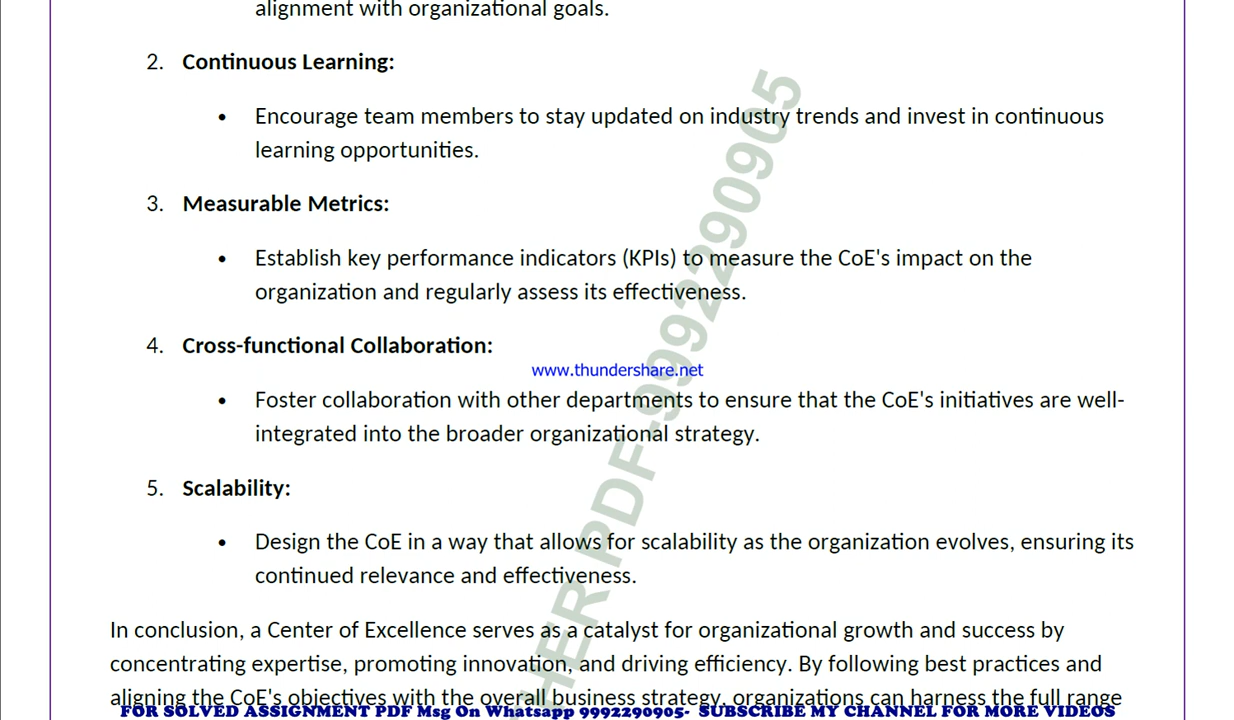 alignment with organizational goals.
2. Continuous Learning:
• Encourage team members to stay updated on industry trends and invest in continuous
learning opportunities.
3. Measurable Metrics:
• Establish key performance indicators (KPIs) to measure the CoE's impact on the
organization and regularly assess its effectiveness.
4. Cross-functional Collaboration:
www.thundershare.net
• Foster collaboration with other departments to ensure that the CoE's initiatives are well-
integrated into the broader organizational strategy.
5. Scalability:
• Design the CoE in a way that allows for scalability as the organization evolves, ensuring its
continued relevance and effectiveness.
In conclusion, a Center of Excellence serves as a catalyst for organizational growth and success by
concentrating expertise, promoting innovation, and driving efficiency. By following best practices and
aligning the CoE's objectives with the overall business strategy, organizations can harness the full range
FOR SOLVED ASSIGNMENT PDF Msg On Whatsapp 9992290905- SUBSCRIBE MY CHANNEL FOR MORE VIDEOS
HER PDF-9992290905